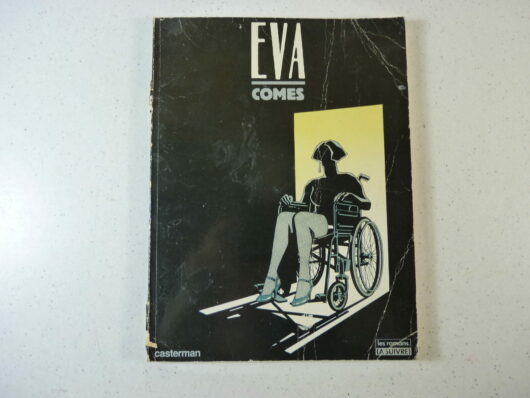 EVA
COMES
casterman
les romans
(A SUIVRE)